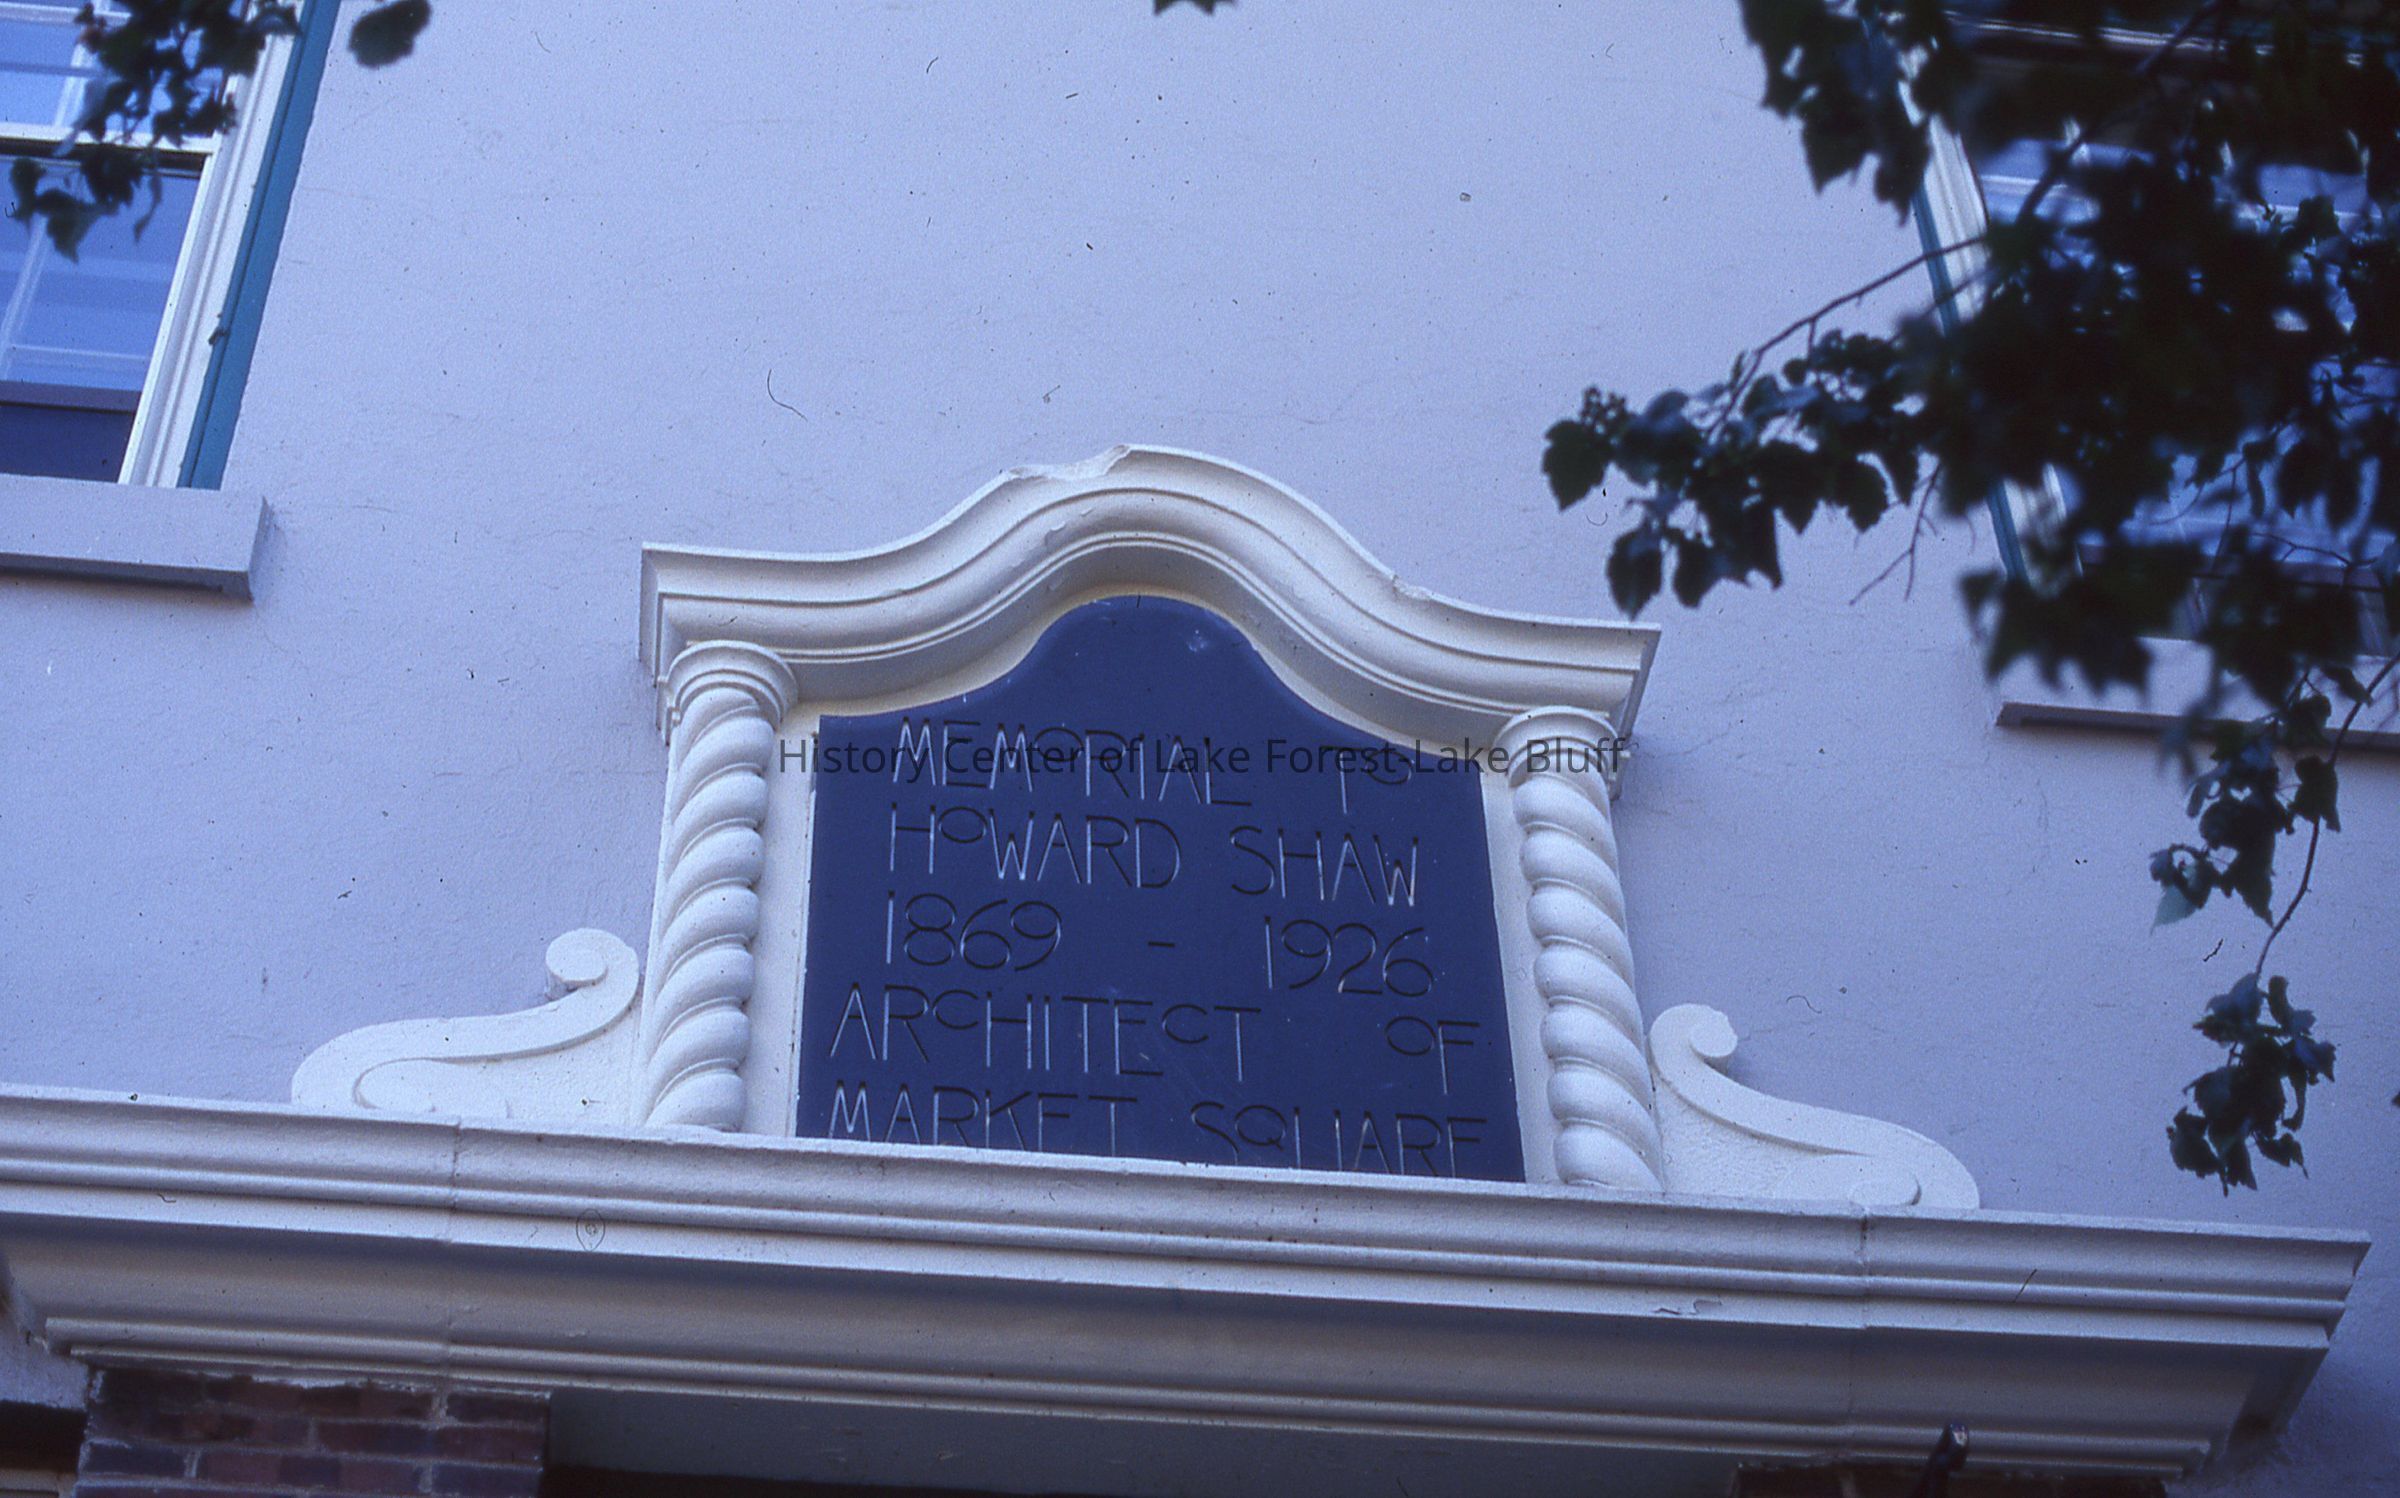 MEMORIAL TO
History Center of Lake Forest-Lake Bluff
HOWARD SHAW
1869 - 1926
ARCHITECT OF
MARKET SQUARE